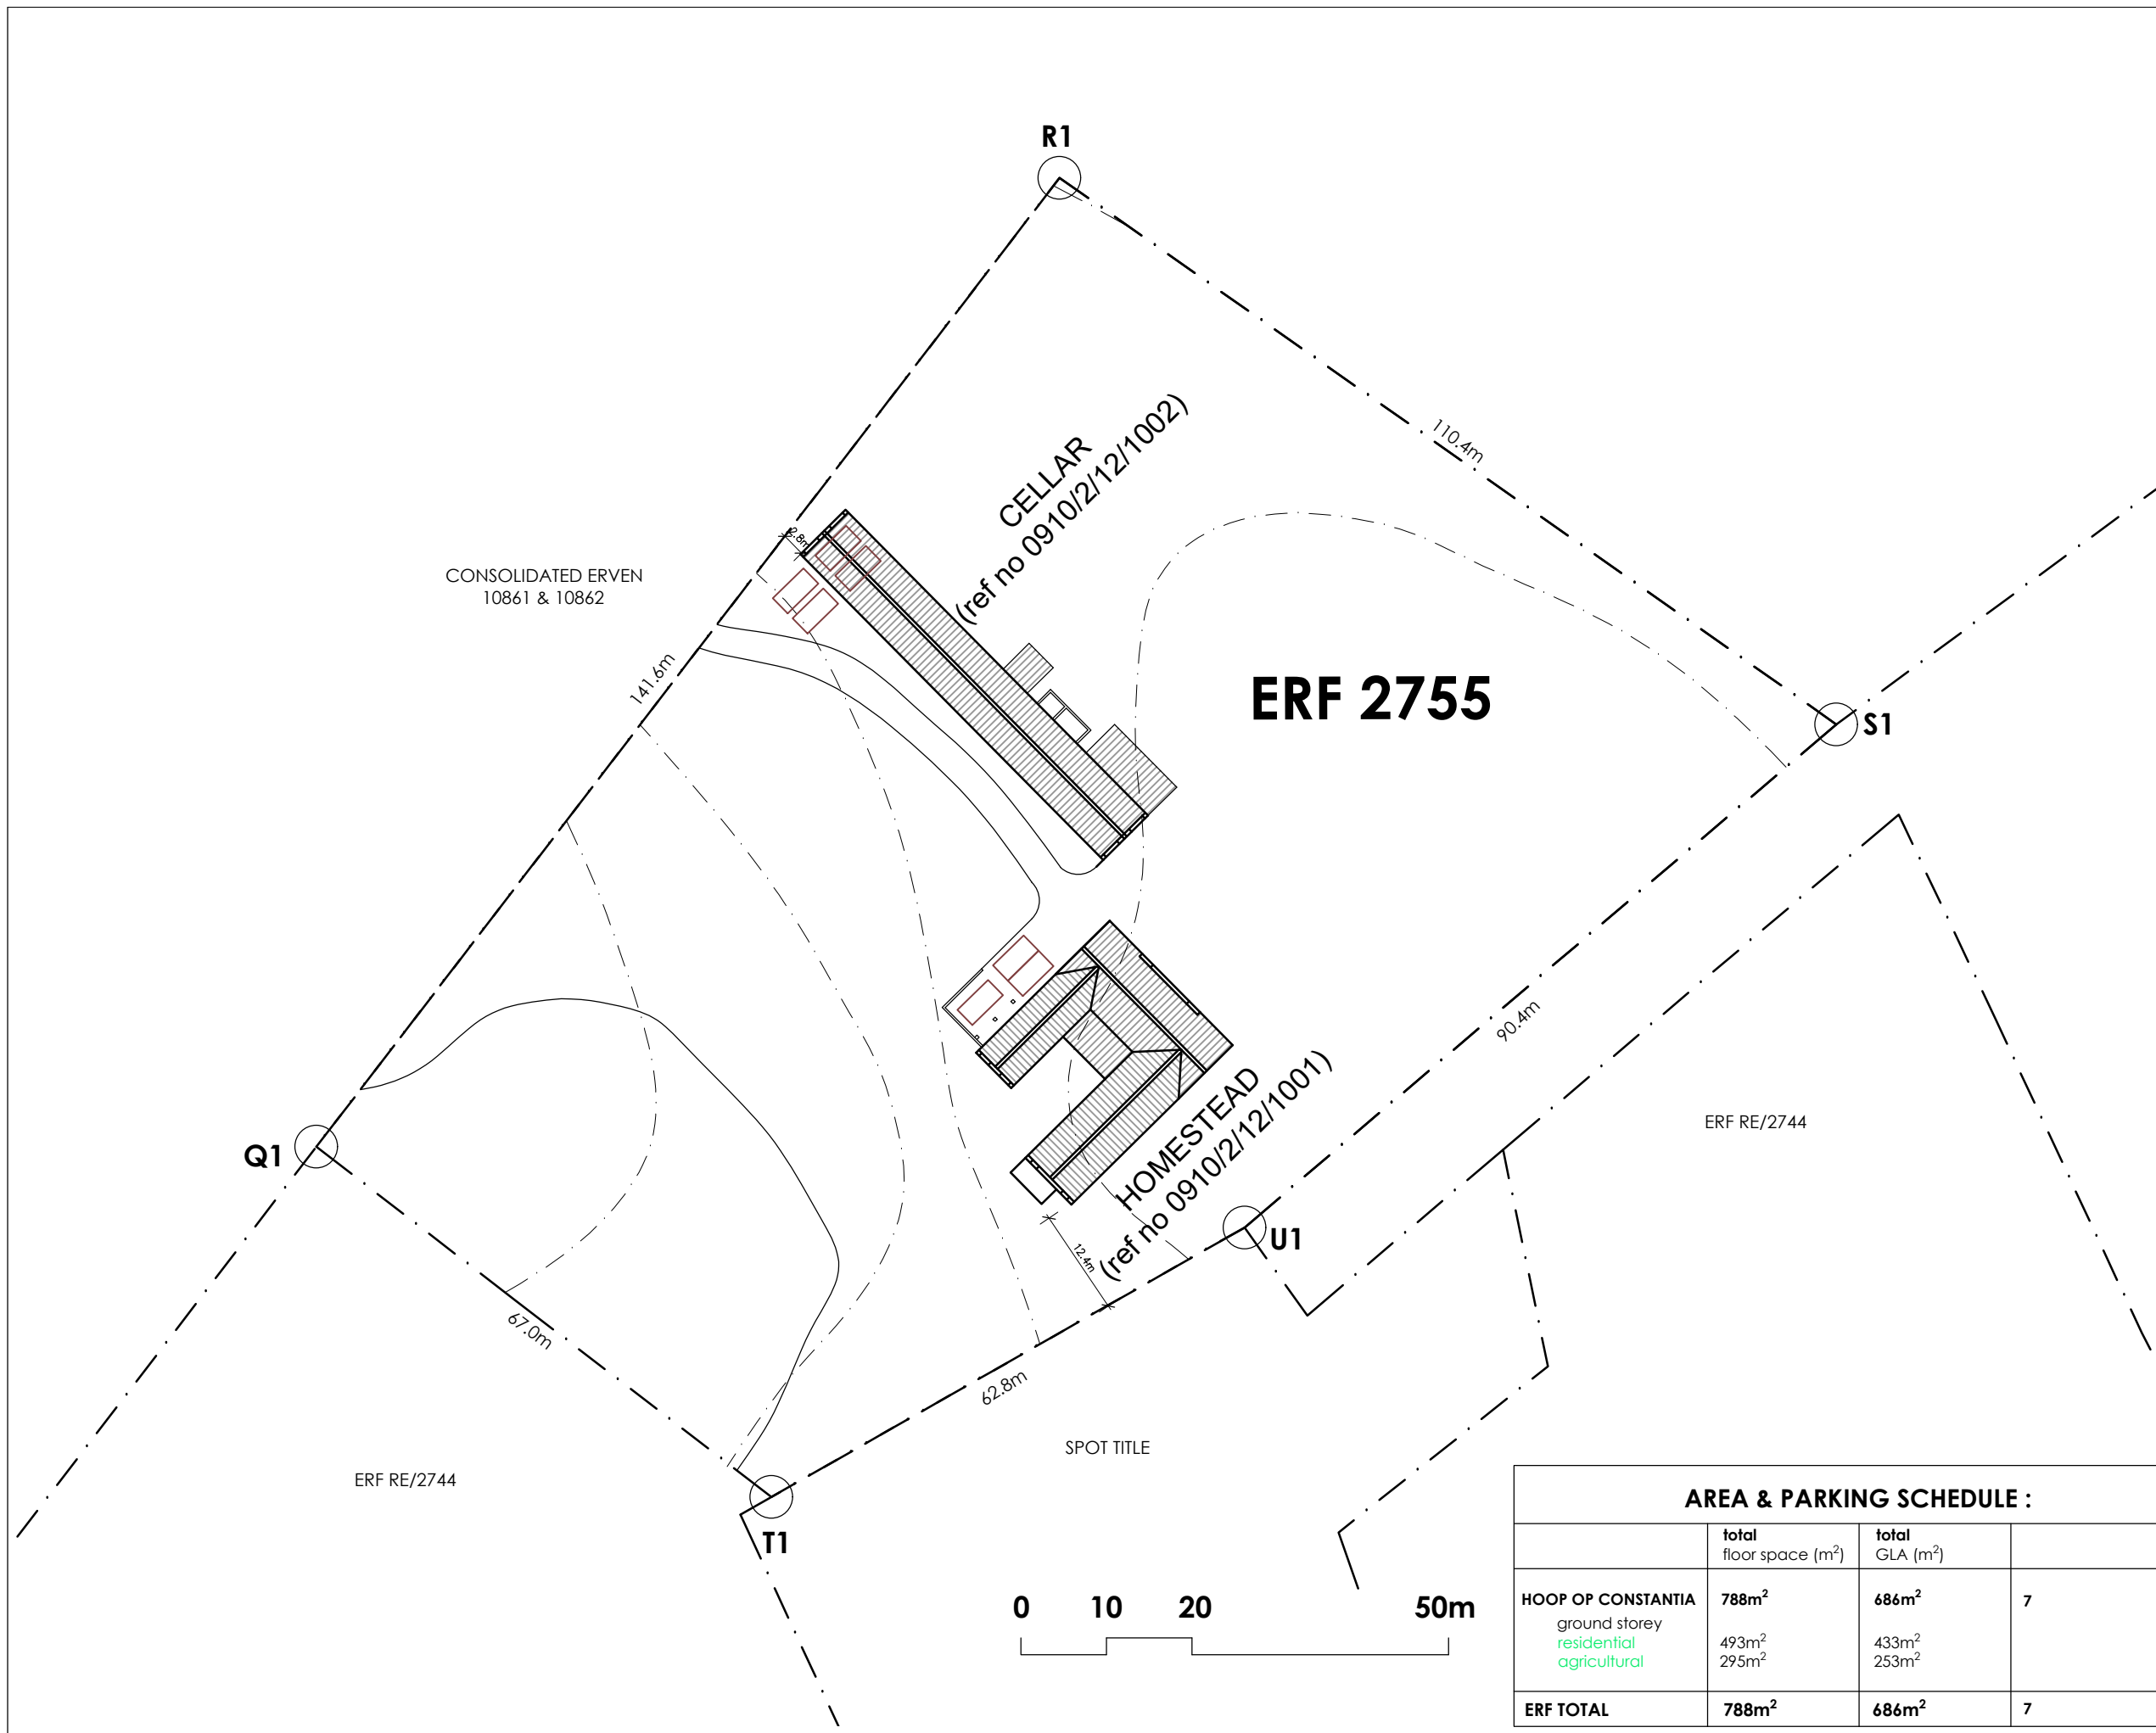 R1
110.4m
CELLAR
(ref no 0910/2/12/1002)
2.8m
CONSOLIDATED ERVEN
10861 & 10862
141.6m
ERF 2755
S1
90.4m
HOMESTEAD
(ref no 0910/2/12/1001)
ERF RE/2744
Q1
U1
12.4m
67.0m
62.8m
SPOT TITLE
ERF RE/2744
T1
0 10 20 50m
AREA & PARKING SCHEDULE :
total total
floor space (m²) GLA (m²)
HOOP OP CONSTANTIA 788m² 686m² 7
ground storey
residential 493m² 433m²
agricultural 295m² 253m²
ERF TOTAL 788m² 686m² 7